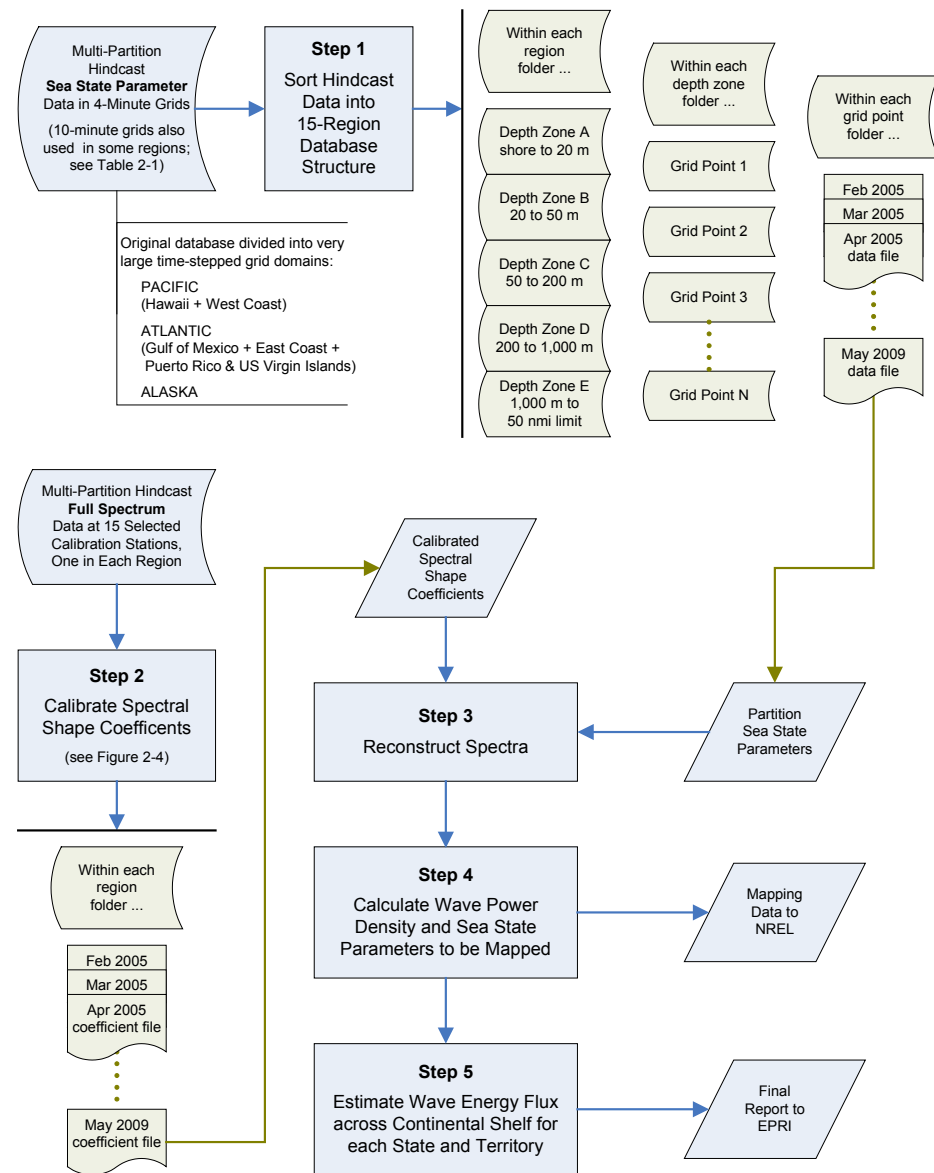 Multi-Partition
Hindcast
Sea State Parameter
Data in 4-Minute Grids
(10-minute grids also
used in some regions;
see Table 2-1)
Step 1
Sort Hindcast
Data into
15-Region
Database
Structure
Original database divided into very
large time-stepped grid domains:
PACIFIC
(Hawaii + West Coast)
ATLANTIC
(Gulf of Mexico + East Coast +
Puerto Rico & US Virgin Islands)
ALASKA
Within each
region
folder ...
Depth Zone A
shore to 20 m
Depth Zone B
20 to 50 m
Depth Zone C
50 to 200 m
Depth Zone D
200 to 1,000 m
Depth Zone E
1,000 m to
50 nmi limit
Within each
depth zone
folder ...
Grid Point 1
Grid Point 2
Grid Point 3
Grid Point N
Within each
grid point
folder ...
Feb 2005
Mar 2005
Apr 2005
data file
May 2009
data file
Multi-Partition Hindcast
Full Spectrum
Data at 15 Selected
Calibration Stations,
One in Each Region
Step 2
Calibrate Spectral
Shape Coefficents
(see Figure 2-4)
Within each
region
folder ...
Feb 2005
Mar 2005
Apr 2005
coefficient file
May 2009
coefficient file
Calibrated
Spectral
Shape
Coefficients
Step 3
Reconstruct Spectra
Partition
Sea State
Parameters
Step 4
Calculate Wave Power
Density and Sea State
Parameters to be Mapped
Mapping
Data to
NREL
Step 5
Estimate Wave Energy Flux
across Continental Shelf for
each State and Territory
Final
Report to
EPRI